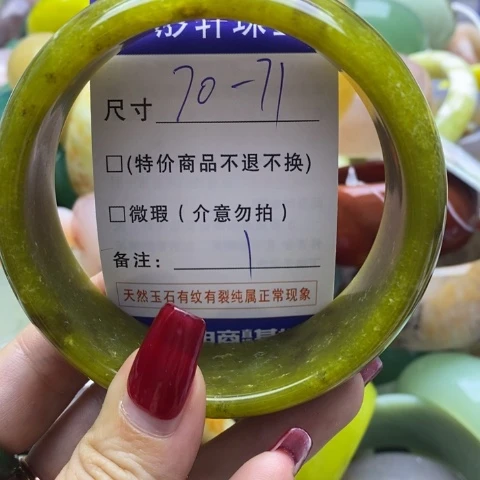 尺寸 70-71
□(特价商品不退不换)
□微瑕(介意勿拍)
备注: 1
天然玉石有纹有裂纯属正常现象